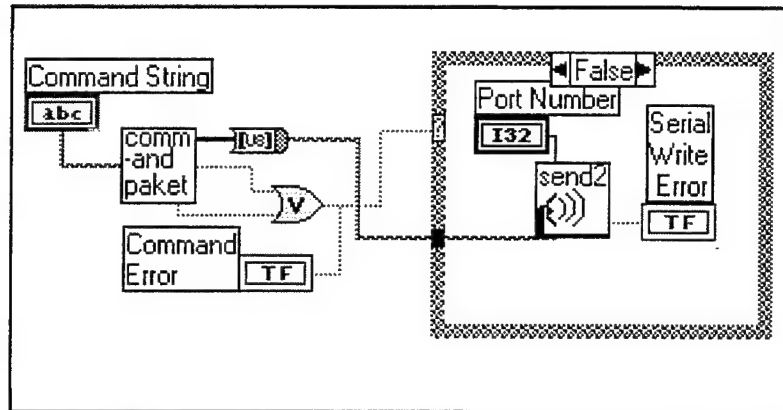 Command String
abc
comm
-and
paket
[U8]
V
Command
Error
TF
False
Port Number
I32
?
send2
Serial
Write
Error
TF